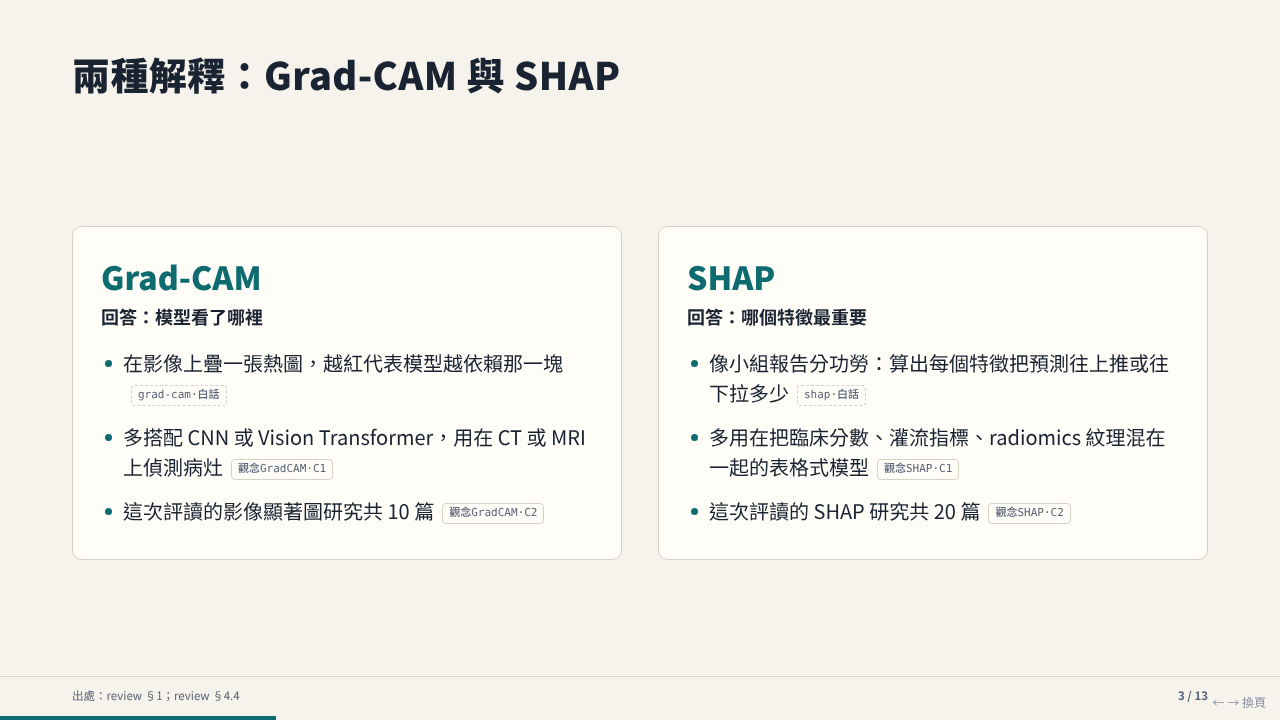 兩種解釋：Grad-CAM 與 SHAP
Grad-CAM
回答：模型看了哪裡
在影像上疊一張熱圖，越紅代表模型越依賴那一塊
grad-cam·白話
多搭配 CNN 或 Vision Transformer，用在 CT 或 MRI
上偵測病灶 觀念GradCAM·C1
這次評讀的影像顯著圖研究共 10 篇 觀念GradCAM·C2
SHAP
回答：哪個特徵最重要
像小組報告分功勞：算出每個特徵把預測往上推或往
下拉多少 shap·白話
多用在把臨床分數、灌流指標、radiomics 紋理混在
一起的表格式模型 觀念SHAP·C1
這次評讀的 SHAP 研究共 20 篇 觀念SHAP·C2
出處：review §1；review §4.4
3 / 13
←→ 換頁